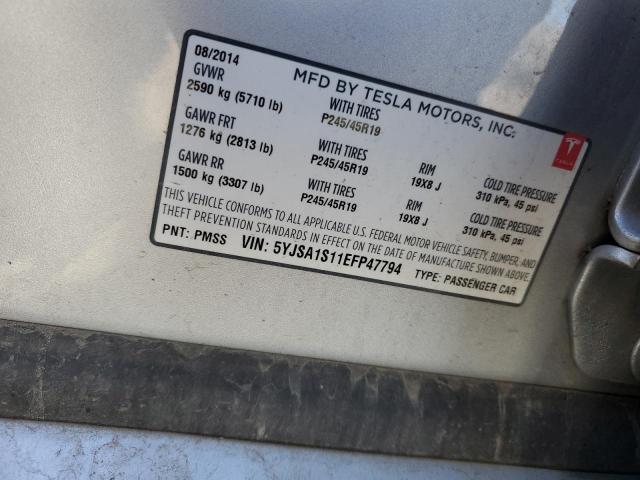 08/2014
MFD BY TESLA MOTORS, INC.
GVWR
2590 kg (5710 lb)
WITH TIRES
P245/45R19
GAWR FRT
1276 kg (2813 lb)
WITH TIRES
P245/45R19
RIM
19X8 J
COLD TIRE PRESSURE
310 kPa, 45 psi
GAWR RR
1500 kg (3307 lb)
WITH TIRES
P245/45R19
RIM
19X8 J
COLD TIRE PRESSURE
310 kPa, 45 psi
THIS VEHICLE CONFORMS TO ALL APPLICABLE U.S. FEDERAL MOTOR VEHICLE SAFETY, BUMPER, AND
THEFT PREVENTION STANDARDS IN EFFECT ON THE DATE OF MANUFACTURE SHOWN ABOVE.
PNT: PMSS VIN: 5YJSA1S11EFP47794 TYPE: PASSENGER CAR
TESLA